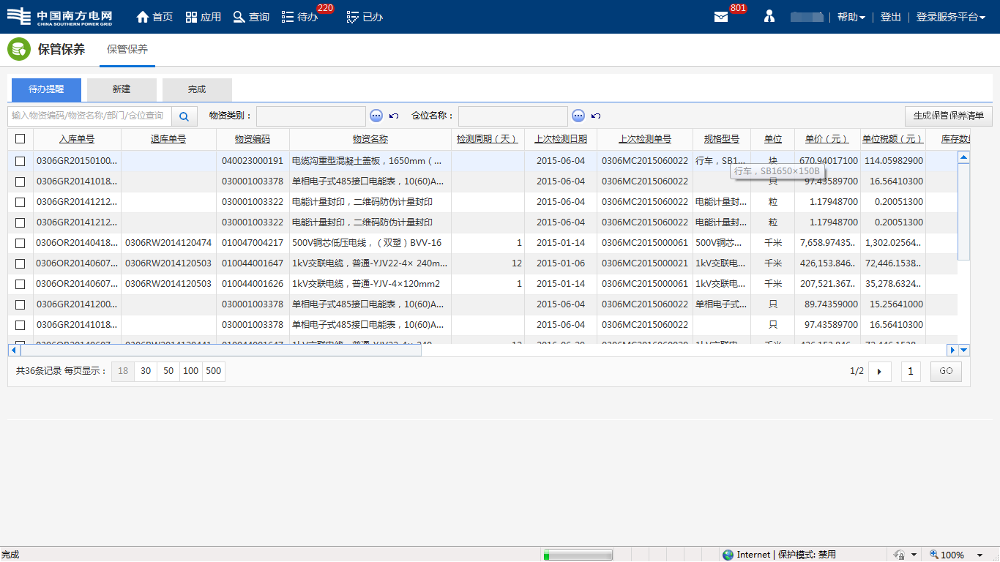 中国南方电网 CHINA SOUTHERN POWER GRID 首页 应用 查询 待办 220 已办 801 帮助 | 登出 | 登录服务平台
保管保养 保管保养
待办提醒 新建 完成
输入物资编码/物资名称/部门/仓位查询 物资类别： 仓位名称： 生成保管保养清单
入库单号 退库单号 物资编码 物资名称 检测周期（天） 上次检测日期 上次检测单号 规格型号 单位 单价（元） 单位税额（元） 库存数
0306GR20150100... 040023000191 电缆沟重型混凝土盖板，1650mm（... 2015-06-04 0306MC2015060022 行车，SB1... 块 670.94017100 114.05982900
行车，SB1650×150B
0306GR20141018... 030001003378 单相电子式485接口电能表，10(60)A... 2015-06-04 0306MC2015060022 只 97.43589700 16.56410300
0306GR20141212... 030001003322 电能计量封印，二维码防伪计量封印 2015-06-04 0306MC2015060022 电能计量封... 粒 1.17948700 0.20051300
0306GR20141212... 030001003322 电能计量封印，二维码防伪计量封印 2015-06-04 0306MC2015060022 电能计量封... 粒 1.17948700 0.20051300
0306OR20140418... 0306RW2014120474 010047004217 500V铜芯低压电线，（双塑）BVV-16 1 2015-01-14 0306MC2015000061 500V铜芯... 千米 7,658.97435.. 1,302.02564..
0306OR20140607... 0306RW2014120503 010044001647 1kV交联电缆，普通-YJV22-4× 240m... 12 2015-01-06 0306MC2015000021 1kV交联电... 千米 426,153.846.. 72,446.1538..
0306OR20140607... 0306RW2014120503 010044001626 1kV交联电缆，普通-YJV-4×120mm2 1 2015-01-14 0306MC2015000061 1kV交联电... 千米 207,521.367.. 35,278.6324..
0306GR20141200... 030001003378 单相电子式485接口电能表，10(60)A... 2015-06-04 0306MC2015060022 单相电子式... 只 89.74359000 15.25641000
0306GR20141018... 030001003378 单相电子式485接口电能表，10(60)A... 2015-06-04 0306MC2015060022 只 97.43589700 16.56410300
共36条记录 每页显示： 18 30 50 100 500 1/2 1 GO
完成 Internet | 保护模式: 禁用 100%